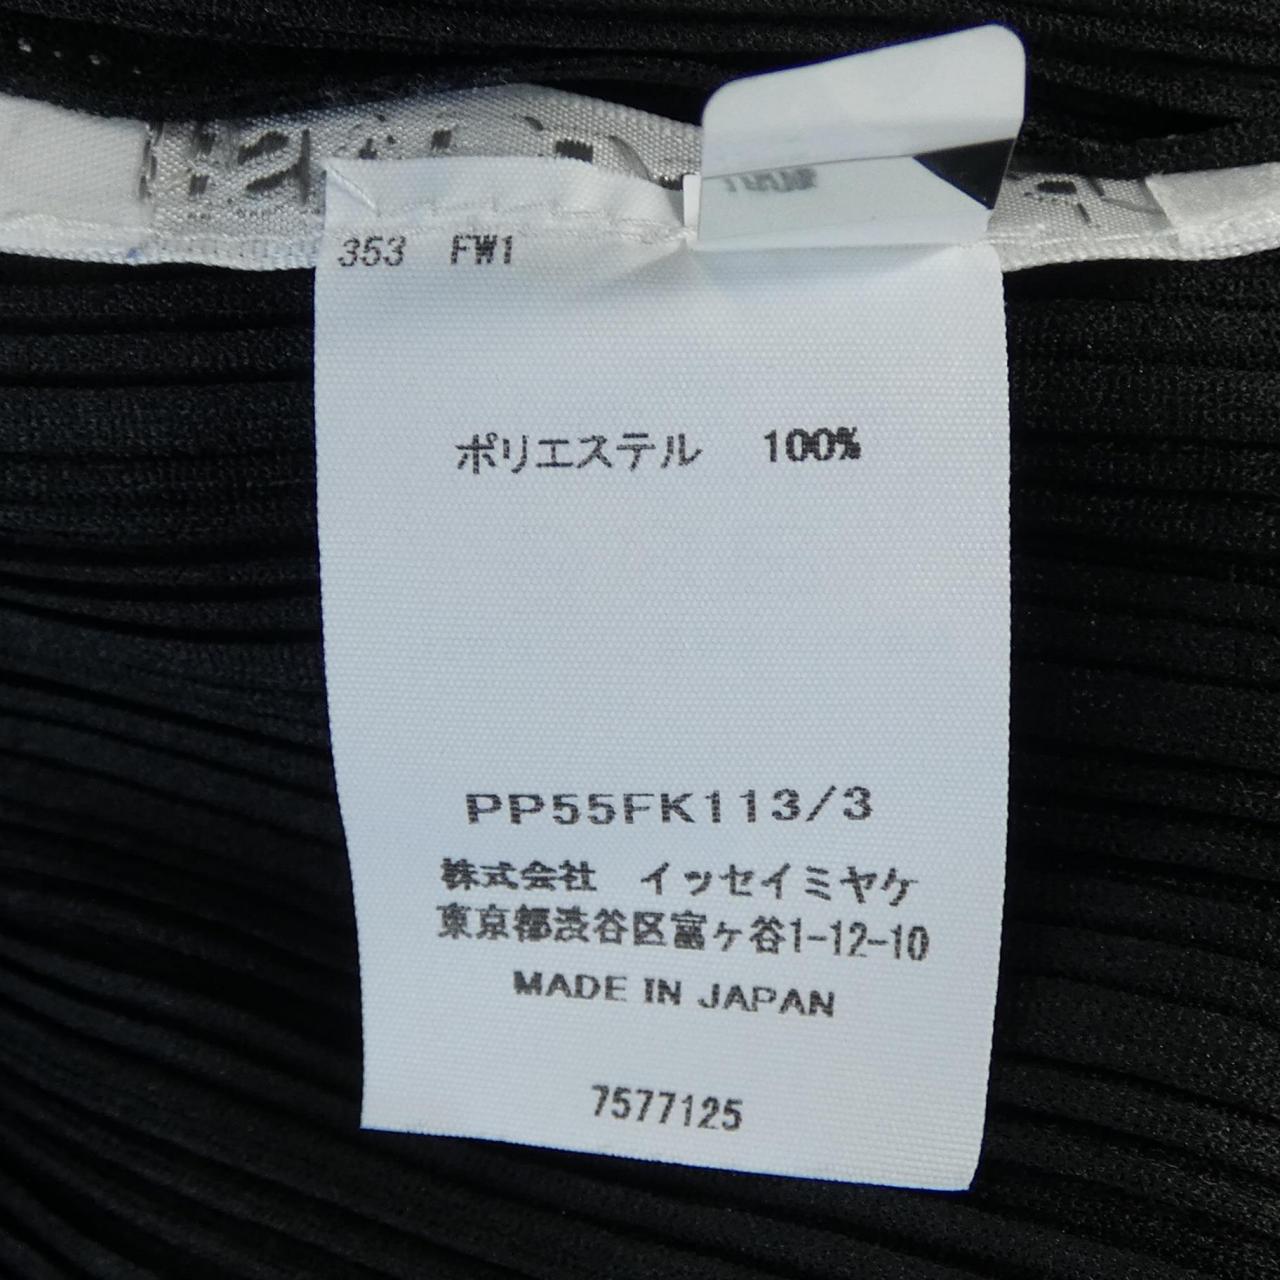 353 FW1
ポリエステル 100%
PP55FK113/3
株式会社 イッセイミヤケ
東京都渋谷区富ヶ谷1-12-10
MADE IN JAPAN
7577125